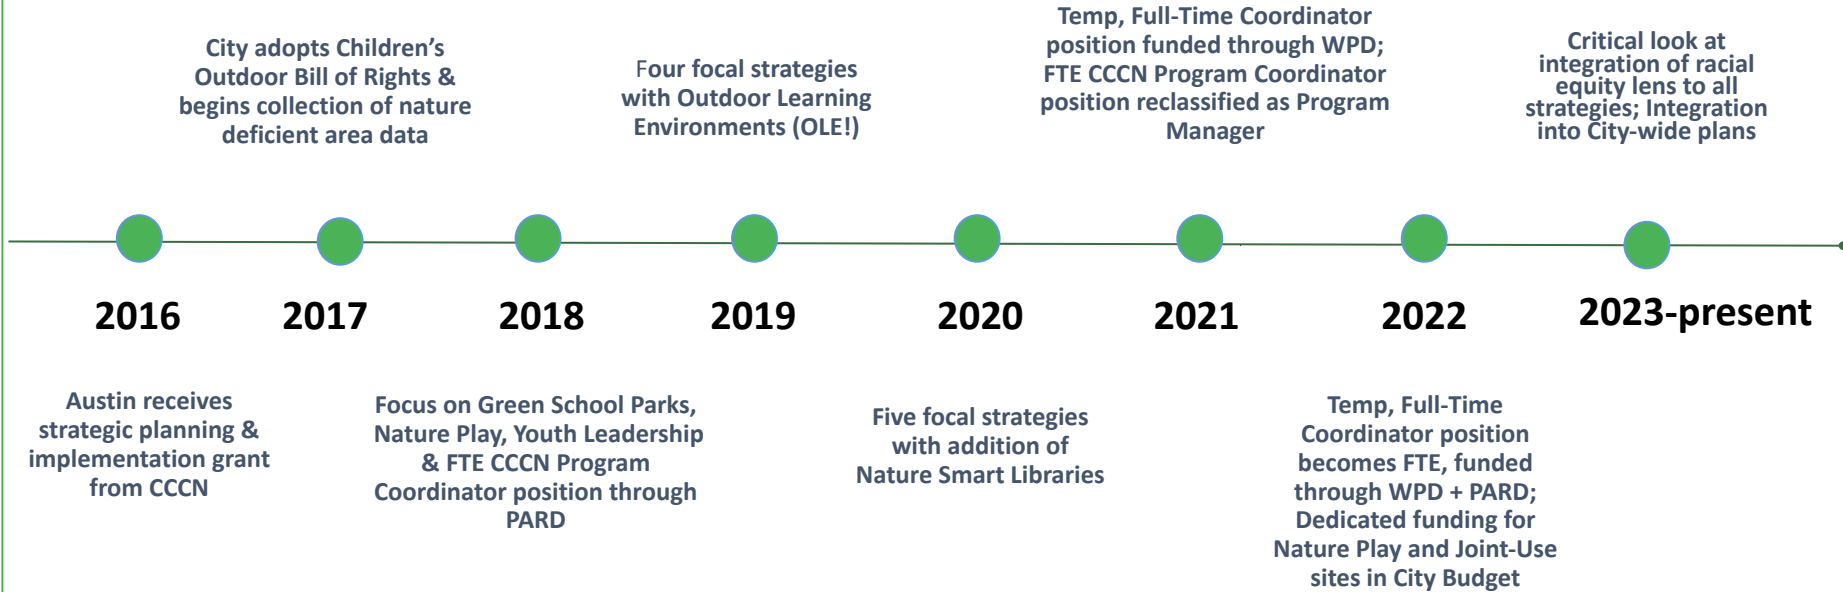 City adopts Children’s
Outdoor Bill of Rights &
begins collection of nature
deficient area data
Four focal strategies
with Outdoor Learning
Environments (OLE!)
Temp, Full-Time Coordinator
position funded through WPD;
FTE CCCN Program Coordinator
position reclassified as Program
Manager
Critical look at
integration of racial
equity lens to all
strategies; Integration
into City-wide plans
2016
2017
2018
2019
2020
2021
2022
2023-present
Austin receives
strategic planning &
implementation grant
from CCCN
Focus on Green School Parks,
Nature Play, Youth Leadership
& FTE CCCN Program
Coordinator position through
PARD
Five focal strategies
with addition of
Nature Smart Libraries
Temp, Full-Time
Coordinator position
becomes FTE, funded
through WPD + PARD;
Dedicated funding for
Nature Play and Joint-Use
sites in City Budget